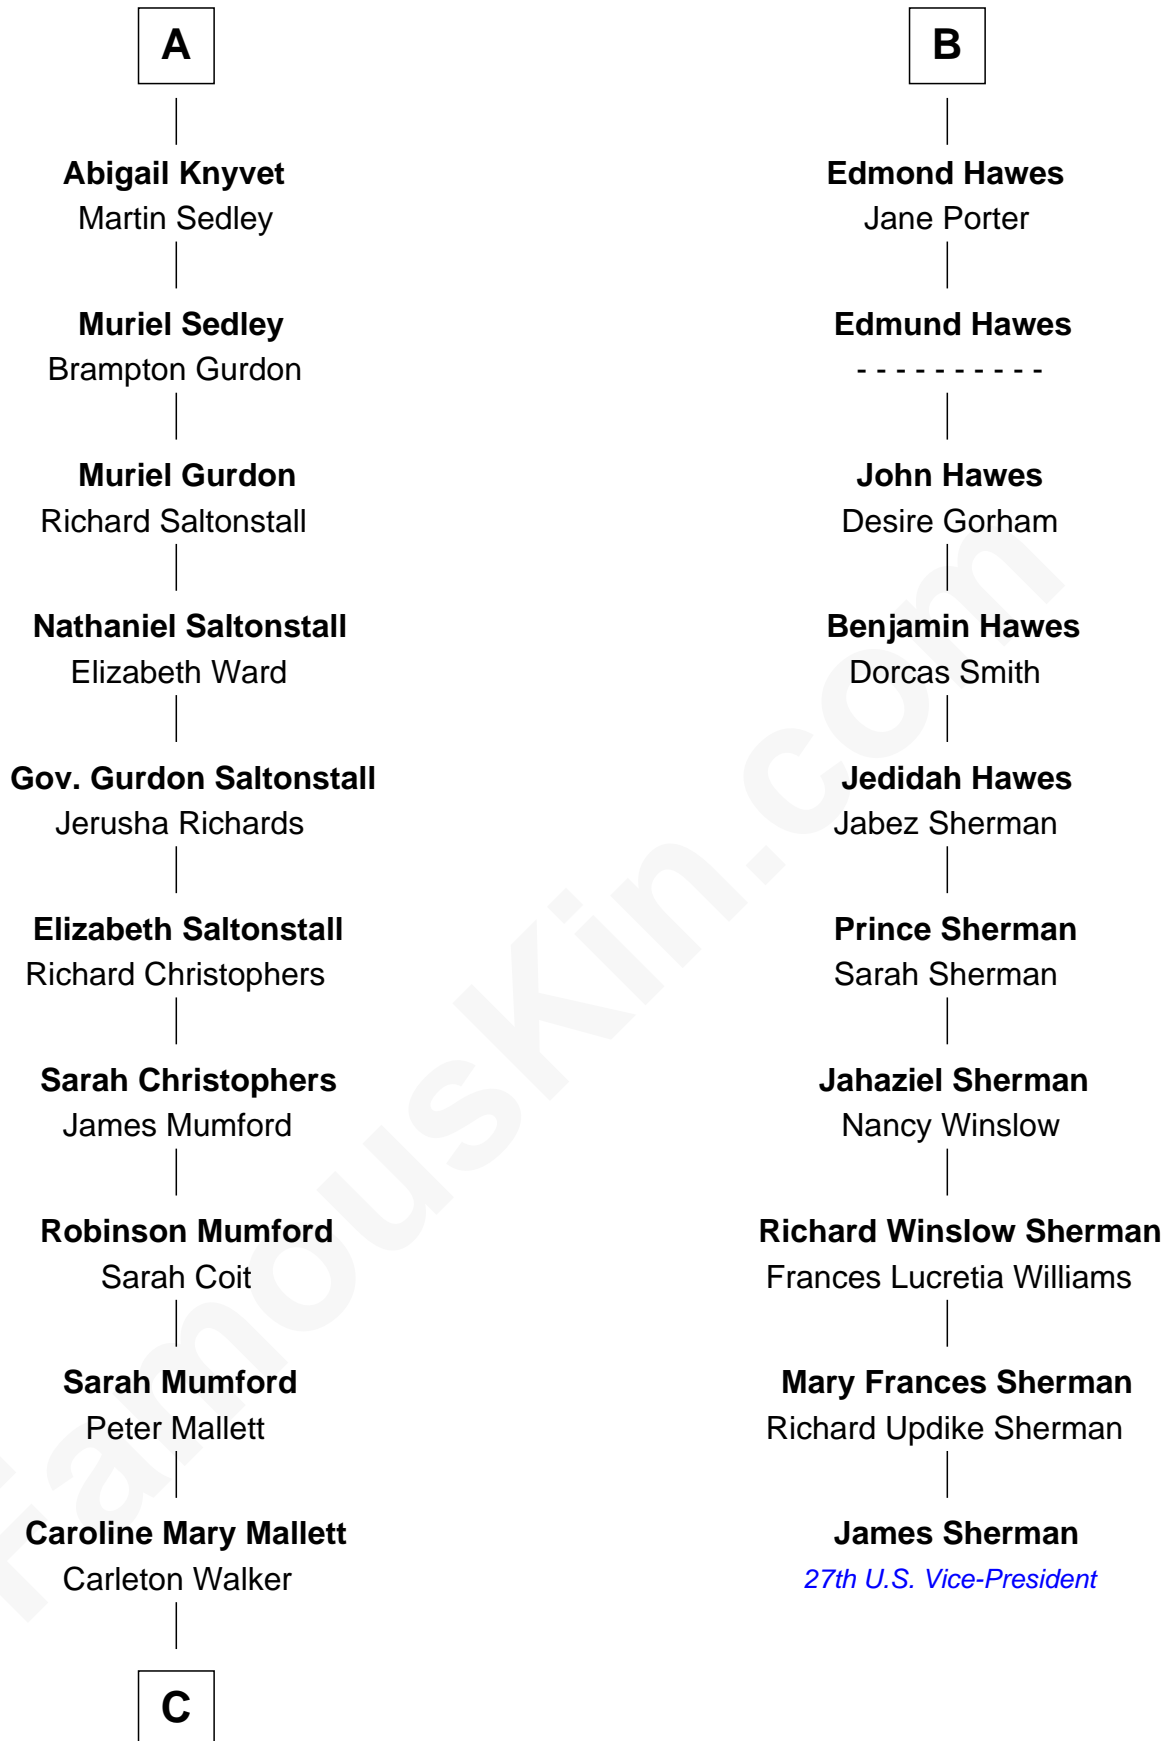 A
Abigail Knyvet
Martin Sedley
Muriel Sedley
Brampton Gurdon
Muriel Gurdon
Richard Saltonstall
Nathaniel Saltonstall
Elizabeth Ward
Gov. Gurdon Saltonstall
Jerusha Richards
Elizabeth Saltonstall
Richard Christophers
Sarah Christophers
James Mumford
Robinson Mumford
Sarah Coit
Sarah Mumford
Peter Mallett
Caroline Mary Mallett
Carleton Walker
C
B
Edmond Hawes
Jane Porter
Edmund Hawes
- - - - - - - - - -
John Hawes
Desire Gorham
Benjamin Hawes
Dorcas Smith
Jedidah Hawes
Jabez Sherman
Prince Sherman
Sarah Sherman
Jahaziel Sherman
Nancy Winslow
Richard Winslow Sherman
Frances Lucretia Williams
Mary Frances Sherman
Richard Updike Sherman
James Sherman
27th U.S. Vice-President
FamousKin.com